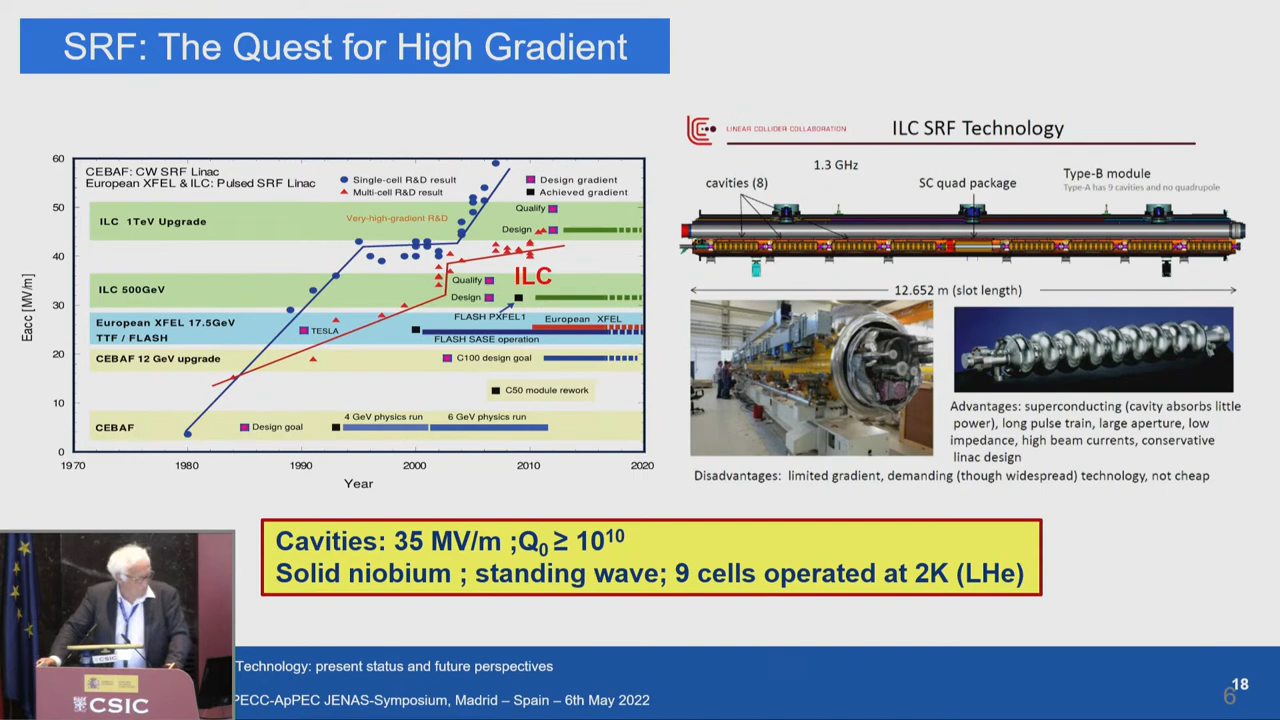 SRF: The Quest for High Gradient
LINEAR COLLIDER COLLABORATION
ILC SRF Technology
60
50
40
30
20
10
0
Eacc [MV/m]
CEBAF: CW SRF Linac
European XFEL & ILC: Pulsed SRF Linac
Single-cell R&D result
Multi-cell R&D result
Design gradient
Achieved gradient
ILC 1TeV Upgrade
Very-high-gradient R&D
Qualify
Design
ILC 500GeV
Qualify
Design
ILC
FLASH PXFEL1
European XFEL
European XFEL 17.5GeV
TTF / FLASH
TESLA
FLASH SASE operation
CEBAF 12 GeV upgrade
C100 design goal
C50 module rework
CEBAF
Design goal
4 GeV physics run
6 GeV physics run
1970
1980
1990
2000
2010
2020
Year
1.3 GHz
cavities (8)
SC quad package
Type-B module
Type-A has 9 cavities and no quadrupole
12.652 m (slot length)
Advantages: superconducting (cavity absorbs little
power), long pulse train, large aperture, low
impedance, high beam currents, conservative
linac design
Disadvantages: limited gradient, demanding (though widespread) technology, not cheap
Cavities: 35 MV/m ;Q0 ≥ 10^10
Solid niobium ; standing wave; 9 cells operated at 2K (LHe)
CSIC
CSIC
Technology: present status and future perspectives
PECC-ApPEC JENAS-Symposium, Madrid – Spain – 6th May 2022
18
6